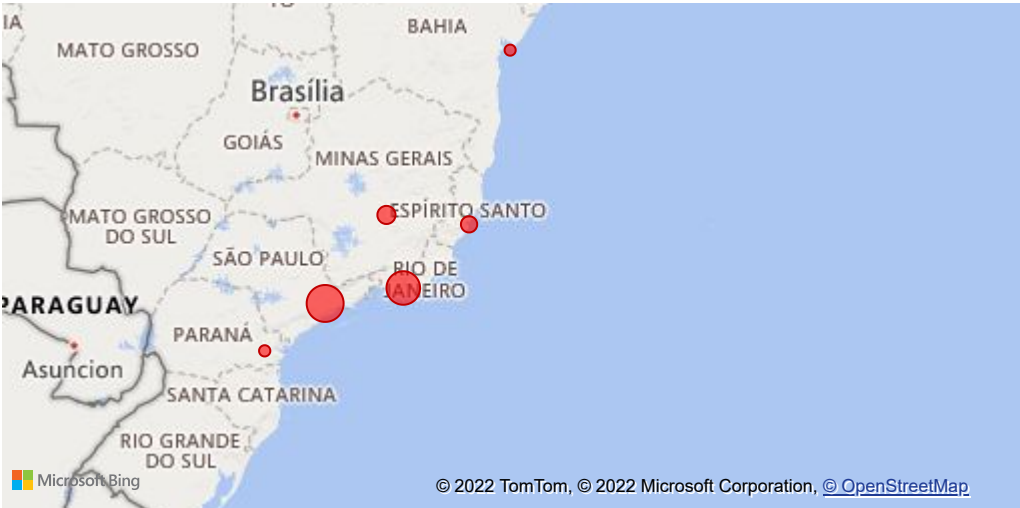 IA
MATO GROSSO
BAHIA
Brasília
GOIÁS
MINAS GERAIS
MATO GROSSO
DO SUL
ESPÍRITO SANTO
SÃO PAULO
RIO DE
JANEIRO
PARAGUAY
PARANÁ
Asuncion
SANTA CATARINA
RIO GRANDE
DO SUL
Microsoft Bing
© 2022 TomTom, © 2022 Microsoft Corporation, © OpenStreetMap